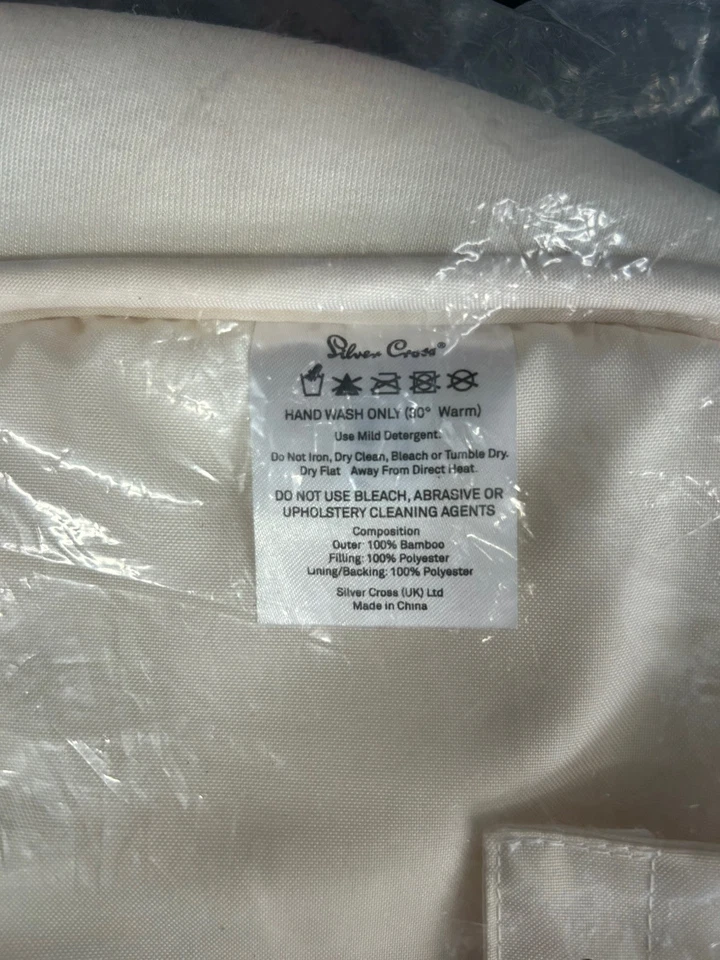 Silver Cross®
HAND WASH ONLY (30° Warm)
Use Mild Detergent.
Do Not Iron, Dry Clean, Bleach or Tumble Dry.
Dry Flat Away From Direct Heat.
DO NOT USE BLEACH, ABRASIVE OR
UPHOLSTERY CLEANING AGENTS
Composition
Outer: 100% Bamboo
Filling: 100% Polyester
Lining/Backing: 100% Polyester
Silver Cross (UK) Ltd
Made in China